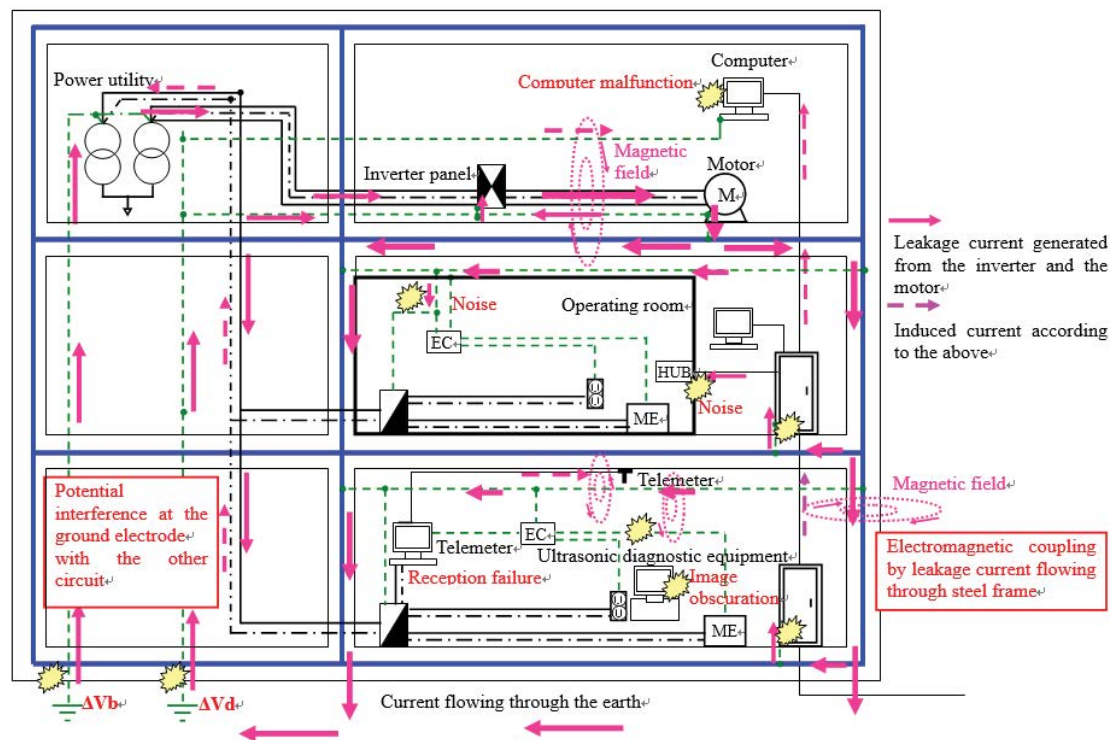 Power utility
Computer
Computer malfunction
Magnetic
field
Inverter panel
Motor
M
Leakage current generated
from the inverter and the
motor
Induced current according
to the above
Noise
Operating room
EC
HUB
Noise
ME
Potential
interference at the
ground electrode
with the other
circuit
Telemeter
Magnetic field
Telemeter
EC
Ultrasonic diagnostic equipment
Reception failure
Image
obscuration
ME
Electromagnetic coupling
by leakage current flowing
through steel frame
ΔVb
ΔVd
Current flowing through the earth